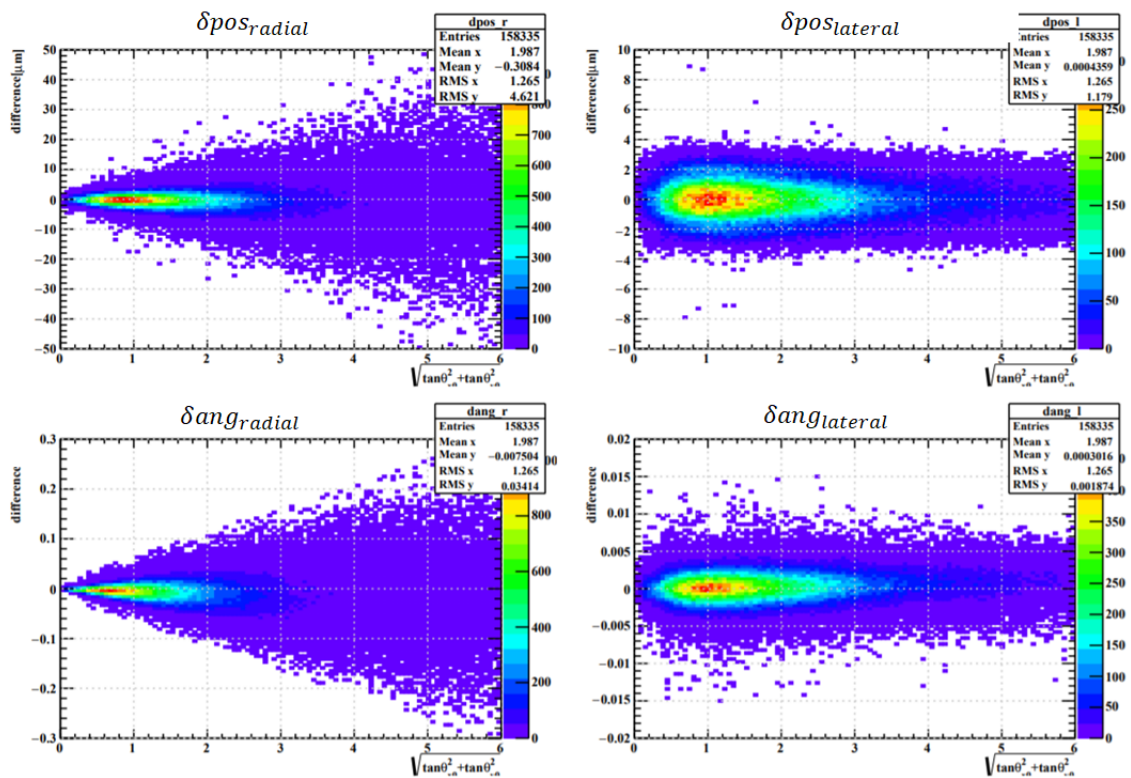 δpos_radial
dpos_r
Entries 158335
Mean x 1.987
Mean y −0.3084
RMS x 1.265
RMS y 4.621
difference[μm]
50
40
30
20
10
0
−10
−20
−30
−40
−50
0 1 2 3 4 5 6
700
600
500
400
300
200
100
0
δpos_lateral
dpos_l
158335
Mean x 1.987
Mean y 0.0004359
RMS x 1.265
RMS y 1.179
difference[μm]
10
8
6
4
2
0
−2
−4
−6
−8
−10
0 1 2 3 4 5 6
250
200
150
100
50
0
δang_radial
dang_r
Entries 158335
Mean x 1.987
Mean y −0.007504
RMS x 1.265
RMS y 0.03414
difference
0.3
0.2
0.1
0
−0.1
−0.2
−0.3
0 1 2 3 4 5 6
800
600
400
200
0
δang_lateral
dang_l
Entries 158335
Mean x 1.987
Mean y 0.0003016
RMS x 1.265
RMS y 0.001874
difference
0.02
0.015
0.01
0.005
0
−0.005
−0.01
−0.015
−0.02
0 1 2 3 4 5 6
350
300
250
200
150
100
50
0